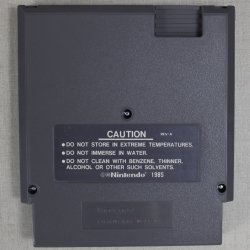 CAUTION REV-A
● DO NOT STORE IN EXTREME TEMPERATURES.
● DO NOT IMMERSE IN WATER.
● DO NOT CLEAN WITH BENZENE, THINNER,
ALCOHOL OR OTHER SUCH SOLVENTS.
©®Nintendo 1985